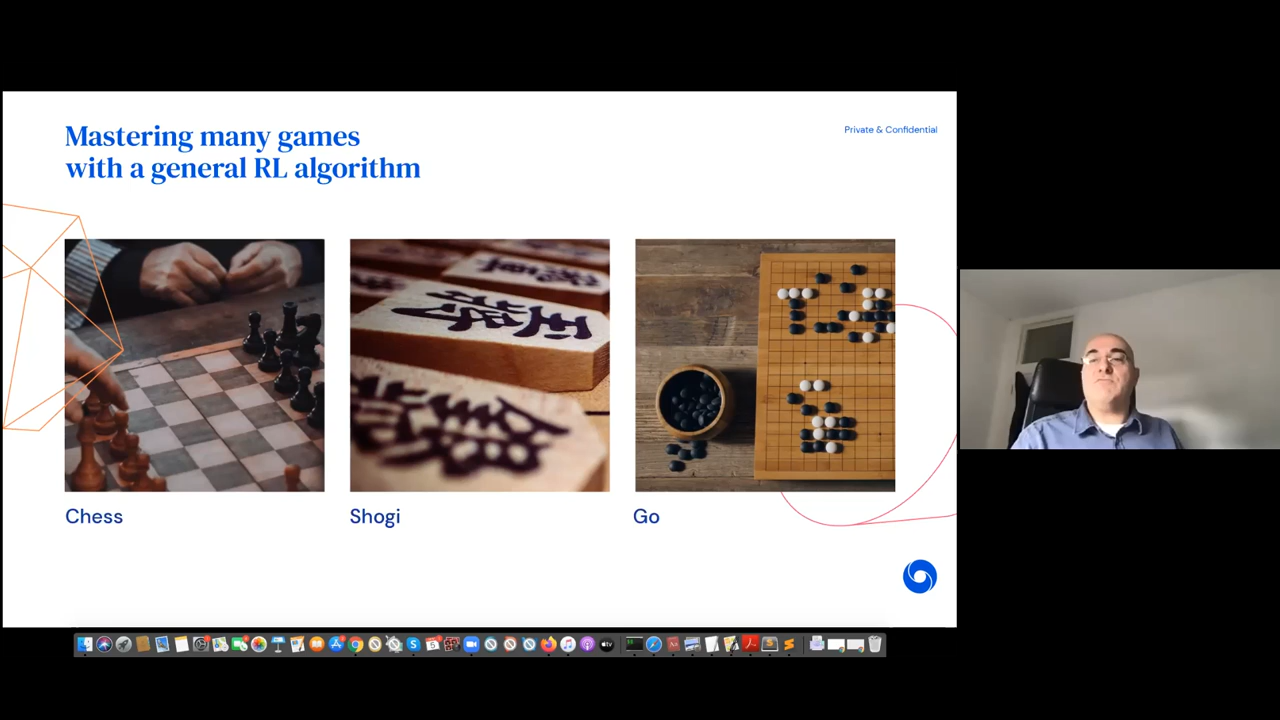 Mastering many games
with a general RL algorithm
Private & Confidential
Chess
Shogi
Go